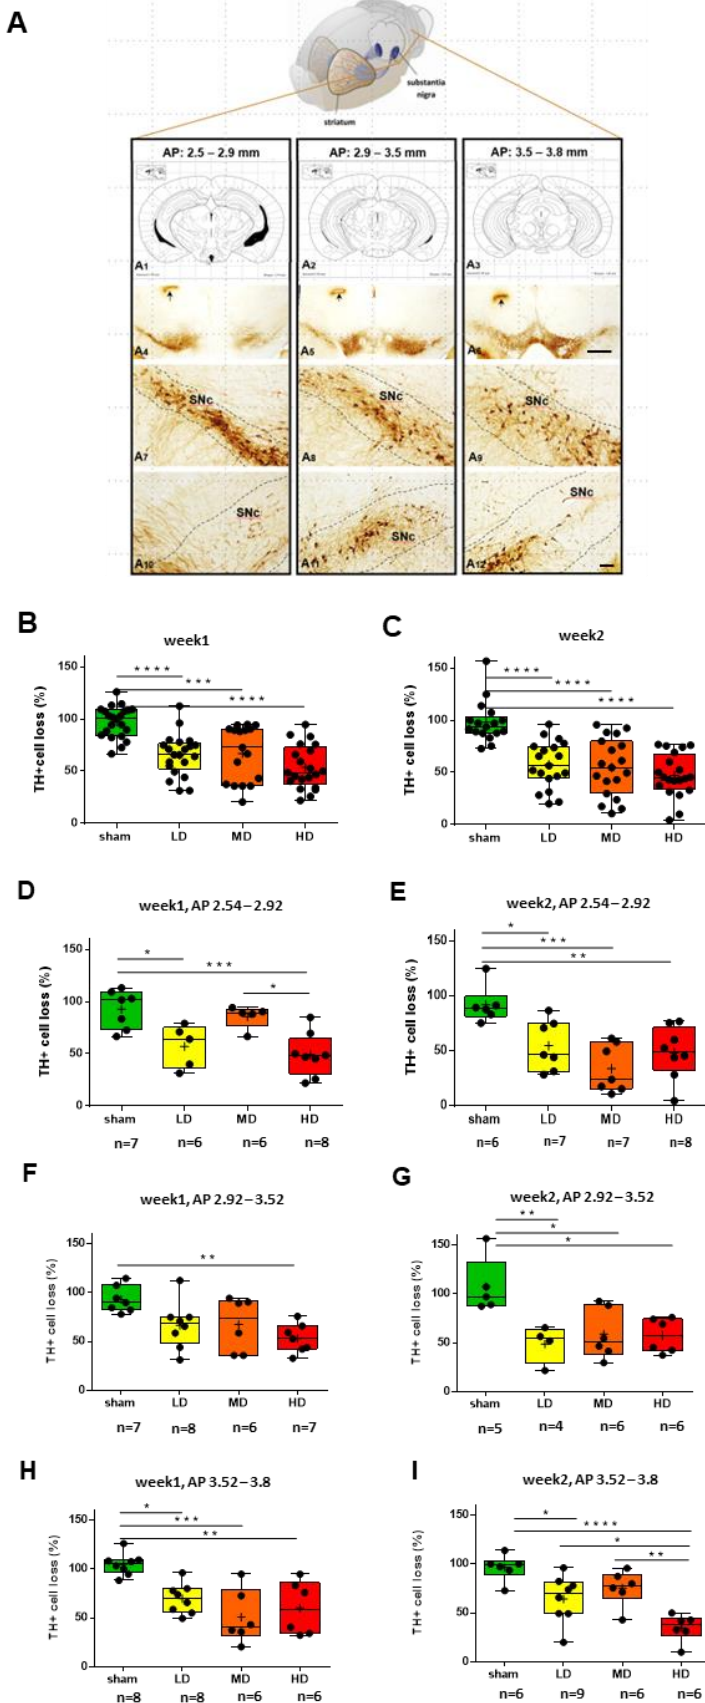 A
substantia
nigra
striatum
AP: 2.5 – 2.9 mm
AP: 2.9 – 3.5 mm
AP: 3.5 – 3.8 mm
A1
A2
A3
A4
A5
A6
SNc
SNc
SNc
A7
A8
A9
SNc
SNc
SNc
A10
A11
A12
B
week1
TH+cell loss (%)
150
100
50
0
* * * *
* * *
* * * *
sham
LD
MD
HD
C
week2
TH+ cell loss (%)
150
100
50
0
* * * *
* * * *
* * * *
sham
LD
MD
HD
D
week1, AP 2.54 – 2.92
TH+ cell loss (%)
150
100
50
0
*
* * *
*
sham
LD
MD
HD
n=7
n=6
n=6
n=8
E
week2, AP 2.54 – 2.92
TH+ cell loss (%)
150
100
50
0
*
* * *
* *
sham
LD
MD
HD
n=6
n=7
n=7
n=8
F
week1, AP 2.92 – 3.52
TH+ cell loss (%)
150
100
50
0
* *
sham
LD
MD
HD
n=7
n=8
n=6
n=7
G
week2, AP 2.92 – 3.52
TH+ cell loss (%)
150
100
50
0
* *
*
*
sham
LD
MD
HD
n=5
n=4
n=6
n=6
H
week1, AP 3.52 – 3.8
TH+ cell loss (%)
150
100
50
0
*
* * *
* *
sham
LD
MD
HD
n=8
n=8
n=6
n=6
I
week2, AP 3.52 – 3.8
TH+ cell loss (%)
150
100
50
0
*
* * * *
*
* *
sham
LD
MD
HD
n=6
n=9
n=6
n=6